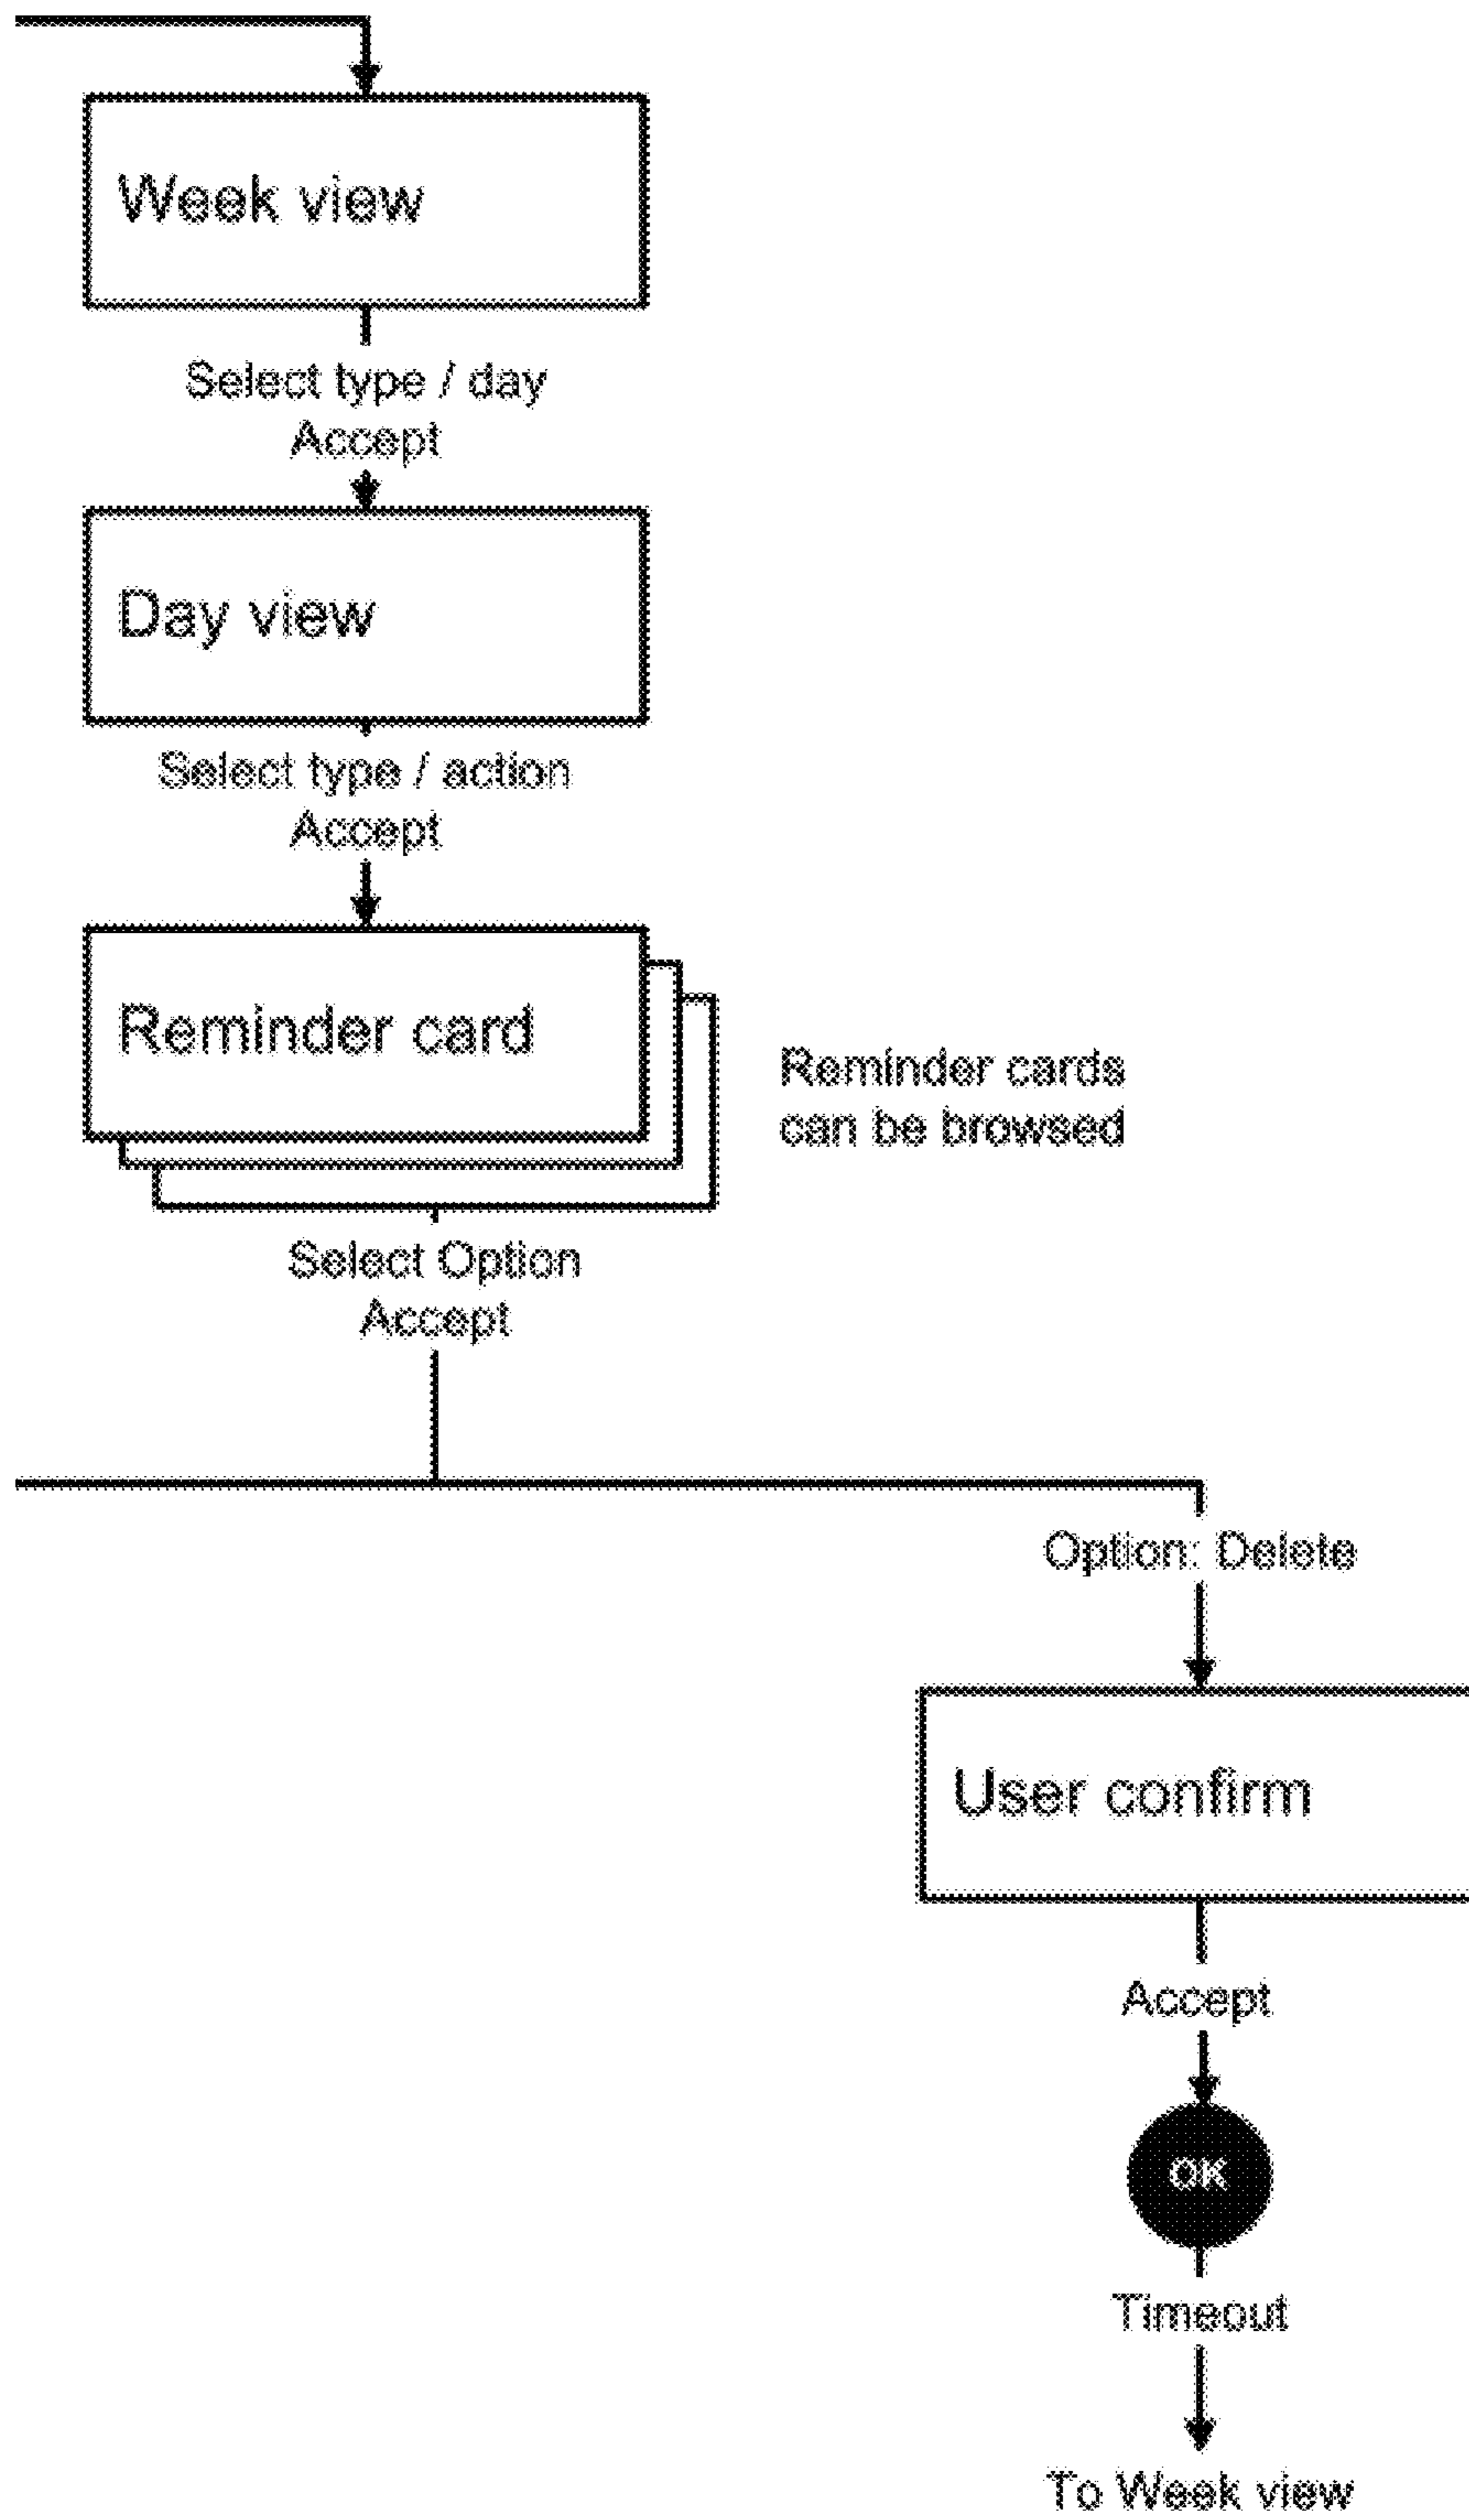 Week view
Select type / day
Accept
Day view
Select type / action
Accept
Reminder card
Reminder cards
can be browsed
Select Option
Accept
Option: Delete
User confirm
Accept
OK
Timeout
To Week view